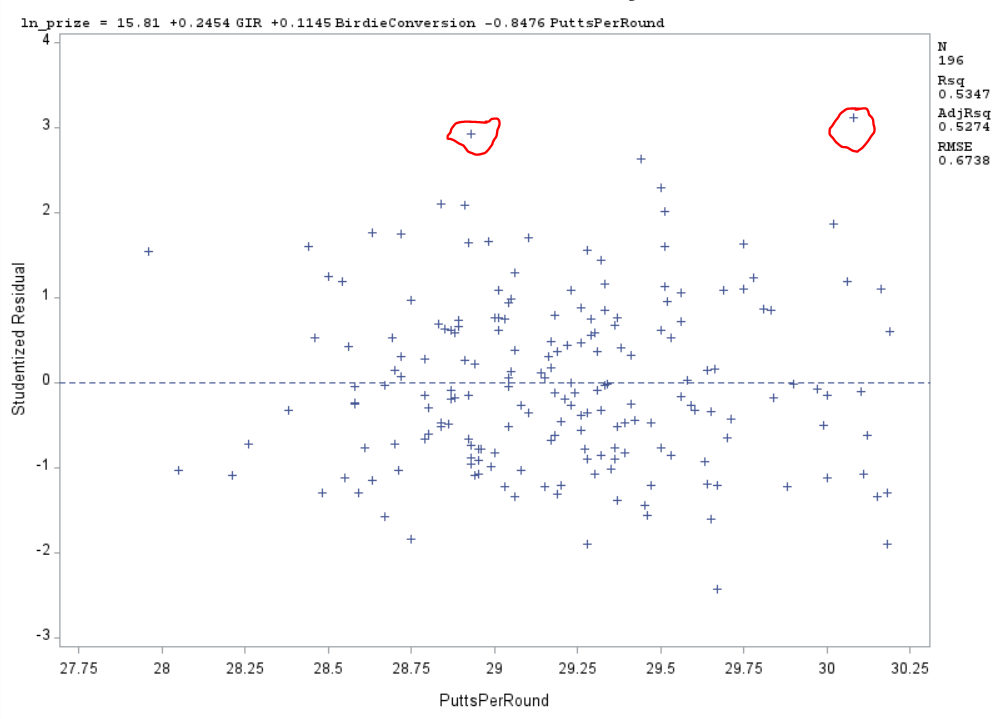 ln_prize = 15.81 +0.2454 GIR +0.1145 BirdieConversion -0.8476 PuttsPerRound
N
196
Rsq
0.5347
AdjRsq
0.5274
RMSE
0.6738
4
3
2
1
0
-1
-2
-3
Studentized Residual
27.75 28 28.25 28.5 28.75 29 29.25 29.5 29.75 30 30.25
PuttsPerRound